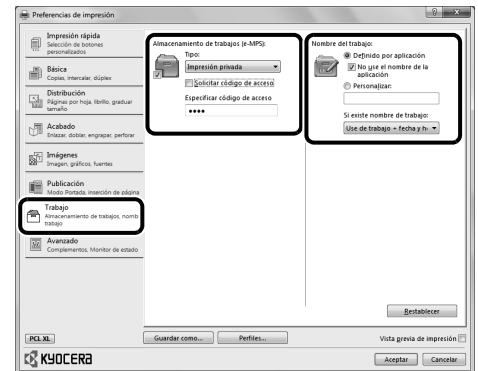 Preferencias de impresión
Impresión rápida
Selección de botones
personalizados
Básica
Copias, intercalar, dúplex
Distribución
Páginas por hoja, librillo, graduar
tamaño
Acabado
Enlazar, doblar, engrapar, perforar
Imágenes
Imagen, gráficos, fuentes
Publicación
Modo Portada, inserción de página
Trabajo
Almacenamiento de trabajos, nomb
trabajo
Avanzado
Complementos, Monitor de estado
Almacenamiento de trabajos (e-MPS):
Tipo:
Impresión privada
Solicitar código de acceso
Especificar código de acceso
••••
Nombre del trabajo:
Definido por aplicación
No use el nombre de la
aplicación
Personalizar:
Si existe nombre de trabajo:
Use de trabajo + fecha y h
Restablecer
PCL XL
Guardar como...
Perfiles...
Vista previa de impresión
KYOCERA
Aceptar
Cancelar